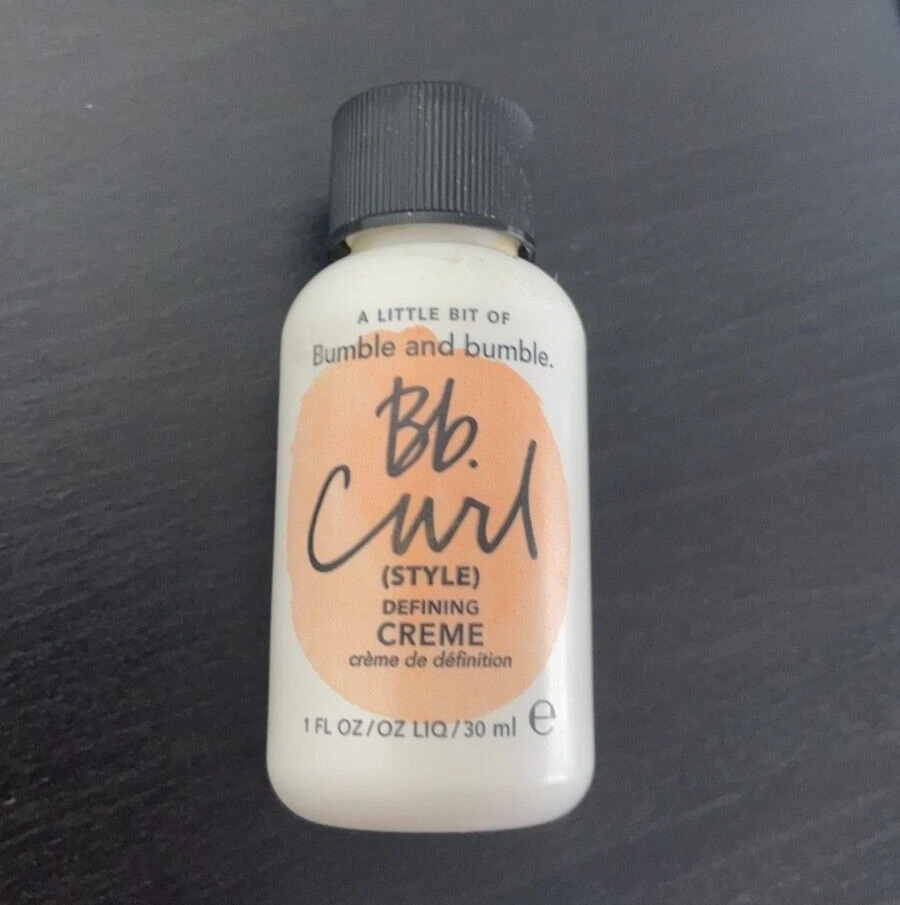 A LITTLE BIT OF
Bumble and bumble.
Bb.
Curl
(STYLE)
DEFINING
CREME
crème de définition
1 FL OZ/OZ LIQ/30 ml ℮